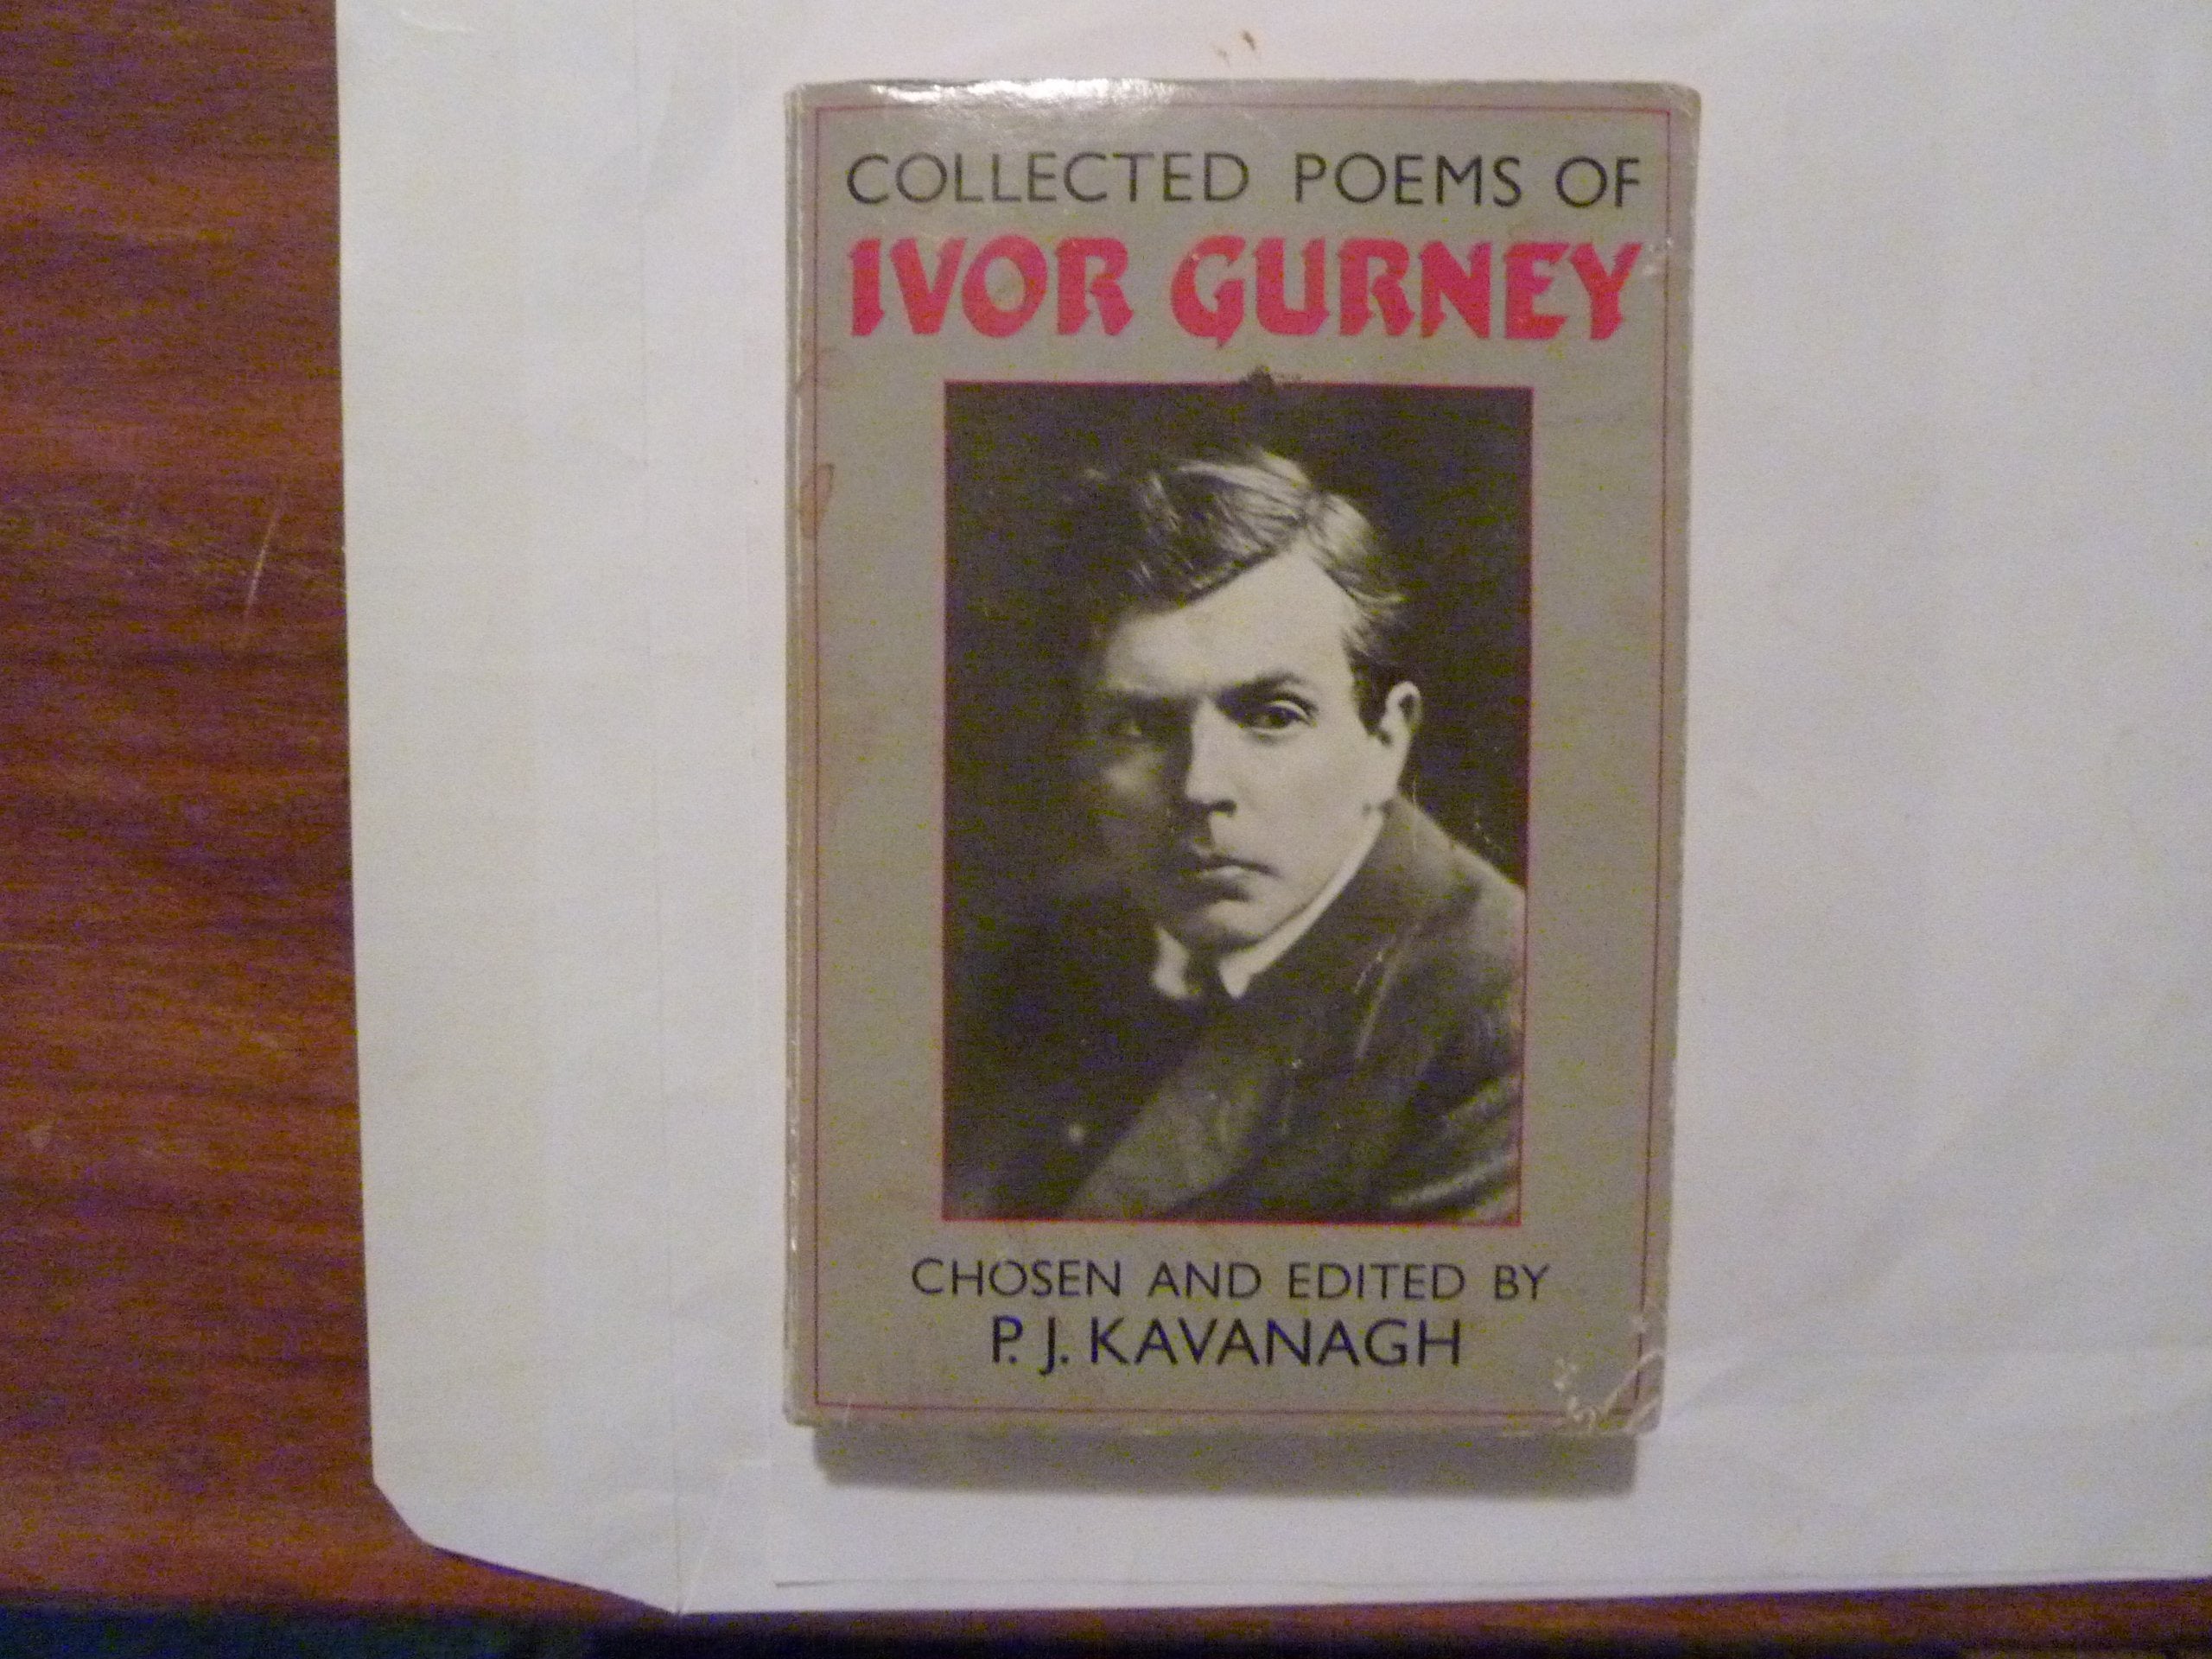 COLLECTED POEMS OF
IVOR GURNEY
CHOSEN AND EDITED BY
P. J. KAVANAGH